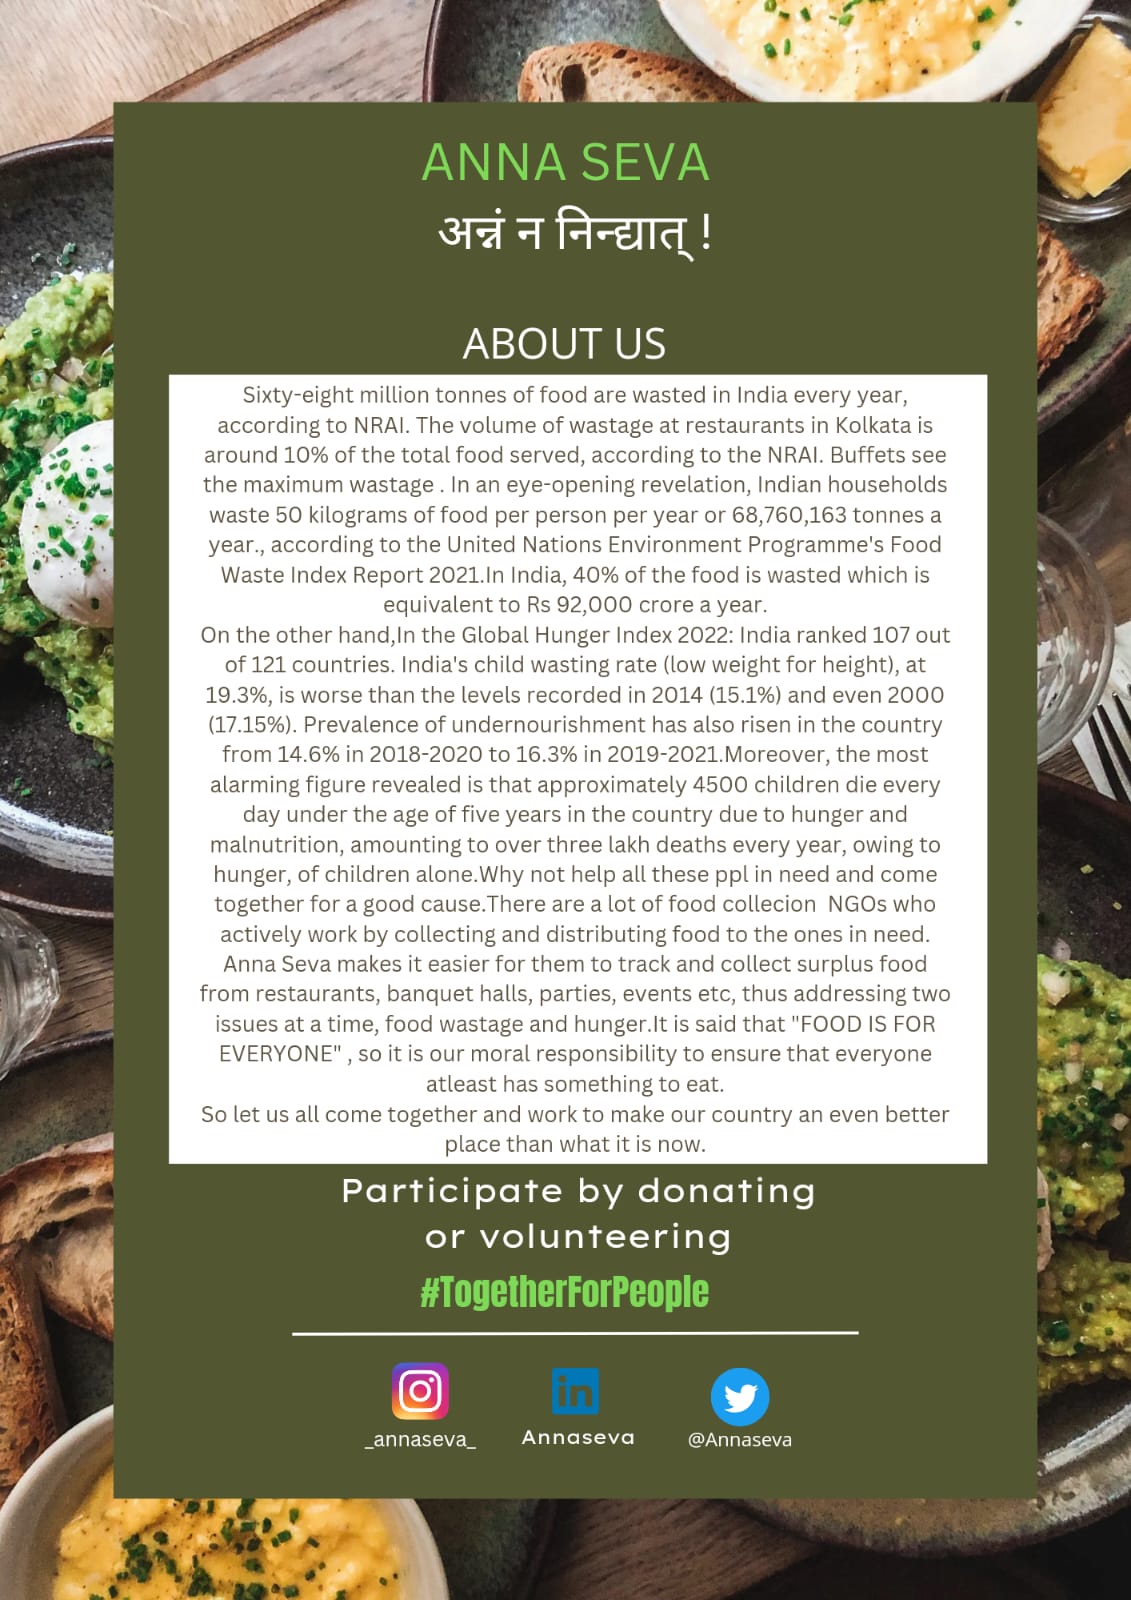 ANNA SEVA
अन्नं न निन्द्यात् !
ABOUT US
Sixty-eight million tonnes of food are wasted in India every year,
according to NRAI. The volume of wastage at restaurants in Kolkata is
around 10% of the total food served, according to the NRAI. Buffets see
the maximum wastage . In an eye-opening revelation, Indian households
waste 50 kilograms of food per person per year or 68,760,163 tonnes a
year., according to the United Nations Environment Programme's Food
Waste Index Report 2021.In India, 40% of the food is wasted which is
equivalent to Rs 92,000 crore a year.
On the other hand,In the Global Hunger Index 2022: India ranked 107 out
of 121 countries. India's child wasting rate (low weight for height), at
19.3%, is worse than the levels recorded in 2014 (15.1%) and even 2000
(17.15%). Prevalence of undernourishment has also risen in the country
from 14.6% in 2018-2020 to 16.3% in 2019-2021.Moreover, the most
alarming figure revealed is that approximately 4500 children die every
day under the age of five years in the country due to hunger and
malnutrition, amounting to over three lakh deaths every year, owing to
hunger, of children alone.Why not help all these ppl in need and come
together for a good cause.There are a lot of food collecion  NGOs who
actively work by collecting and distributing food to the ones in need.
Anna Seva makes it easier for them to track and collect surplus food
from restaurants, banquet halls, parties, events etc, thus addressing two
issues at a time, food wastage and hunger.It is said that "FOOD IS FOR
EVERYONE" , so it is our moral responsibility to ensure that everyone
atleast has something to eat.
So let us all come together and work to make our country an even better
place than what it is now.
Participate by donating
or volunteering
#TogetherForPeople
in
_annaseva_
Annaseva
@Annaseva